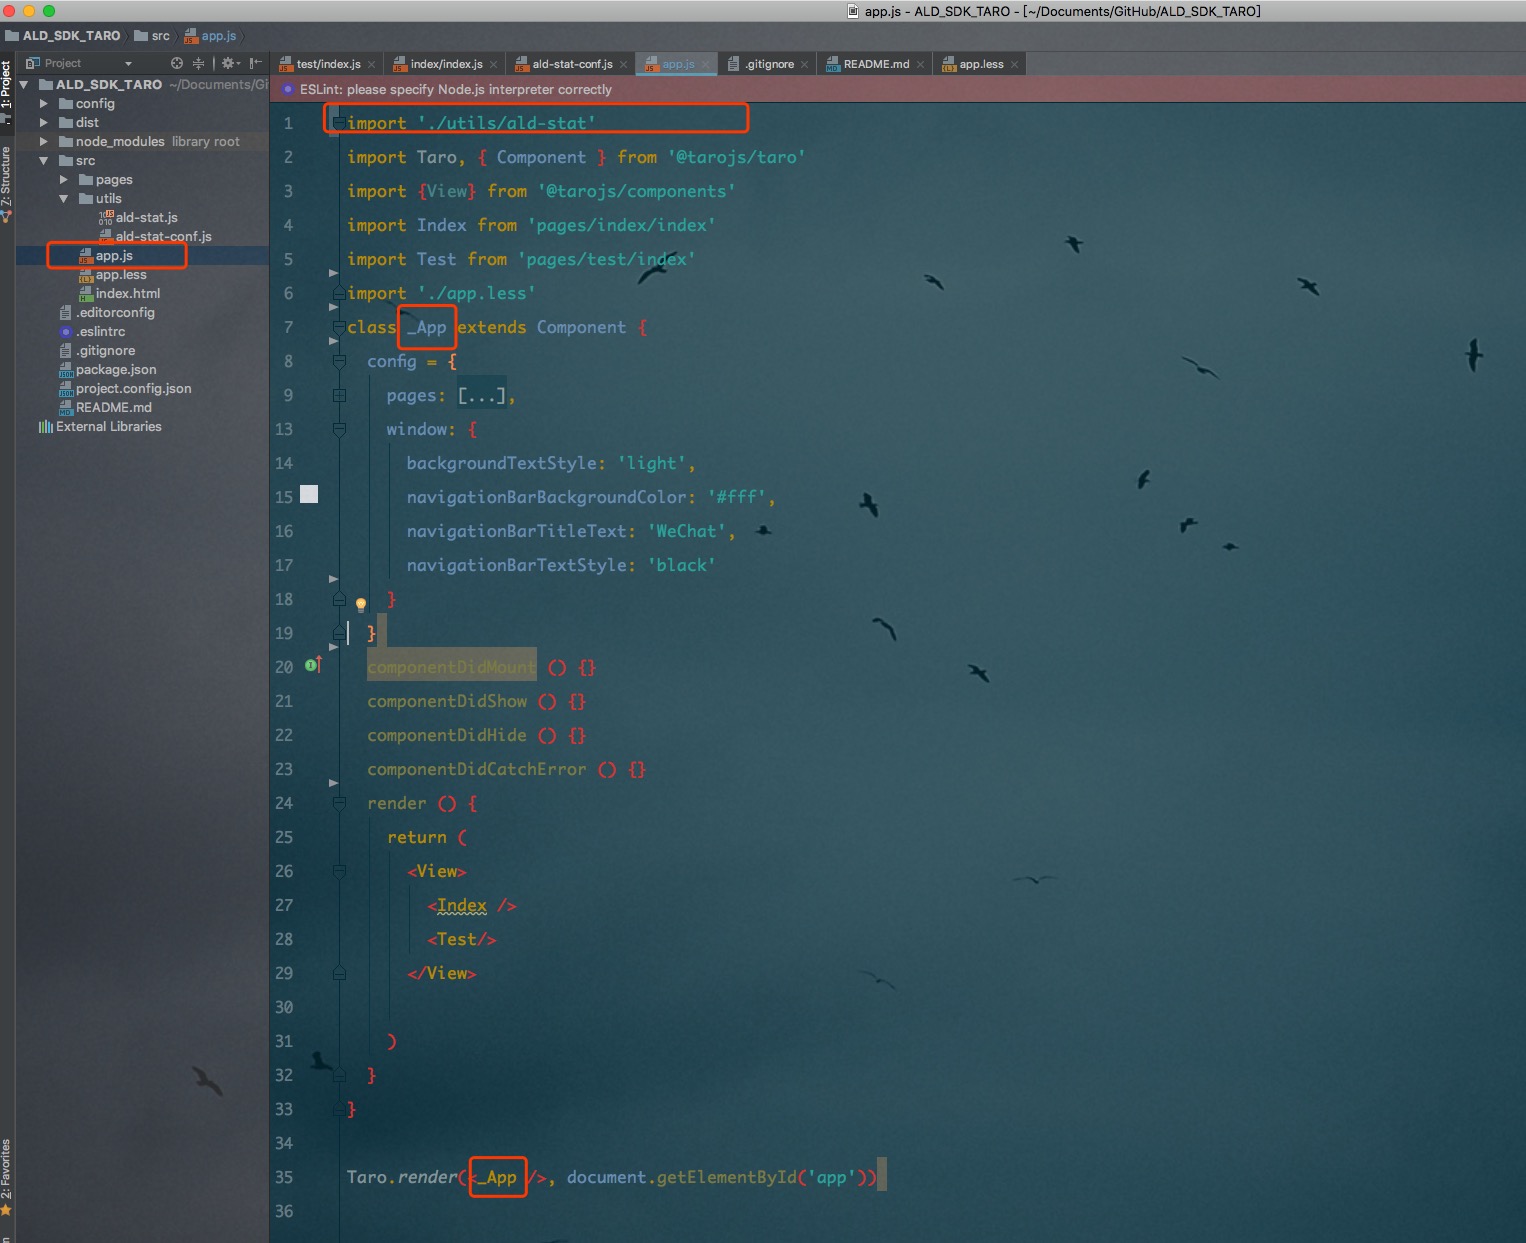 app.js - ALD_SDK_TARO - [~/Documents/GitHub/ALD_SDK_TARO]
ALD_SDK_TARO src app.js
Project
test/index.js index/index.js ald-stat-conf.js app.js .gitignore README.md app.less
1: Project
Z: Structure
2: Favorites
ALD_SDK_TARO ~/Documents/Gi
config
dist
node_modules library root
src
pages
utils
ald-stat.js
ald-stat-conf.js
app.js
app.less
index.html
.editorconfig
.eslintrc
.gitignore
package.json
project.config.json
README.md
External Libraries
ESLint: please specify Node.js interpreter correctly
1 import './utils/ald-stat'
2 import Taro, { Component } from '@tarojs/taro'
3 import {View} from '@tarojs/components'
4 import Index from 'pages/index/index'
5 import Test from 'pages/test/index'
6 import './app.less'
7 class _App extends Component {
8 config = {
9 pages: [...],
13 window: {
14 backgroundTextStyle: 'light',
15 navigationBarBackgroundColor: '#fff',
16 navigationBarTitleText: 'WeChat',
17 navigationBarTextStyle: 'black'
18 }
19 }
20 componentDidMount () {}
21 componentDidShow () {}
22 componentDidHide () {}
23 componentDidCatchError () {}
24 render () {
25 return (
26 <View>
27 <Index />
28 <Test/>
29 </View>
30
31 )
32 }
33 }
34
35 Taro.render(<_App />, document.getElementById('app'))
36